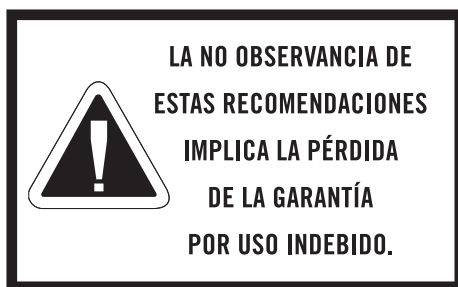 LA NO OBSERVANCIA DE
ESTAS RECOMENDACIONES
IMPLICA LA PÉRDIDA
DE LA GARANTÍA
POR USO INDEBIDO.